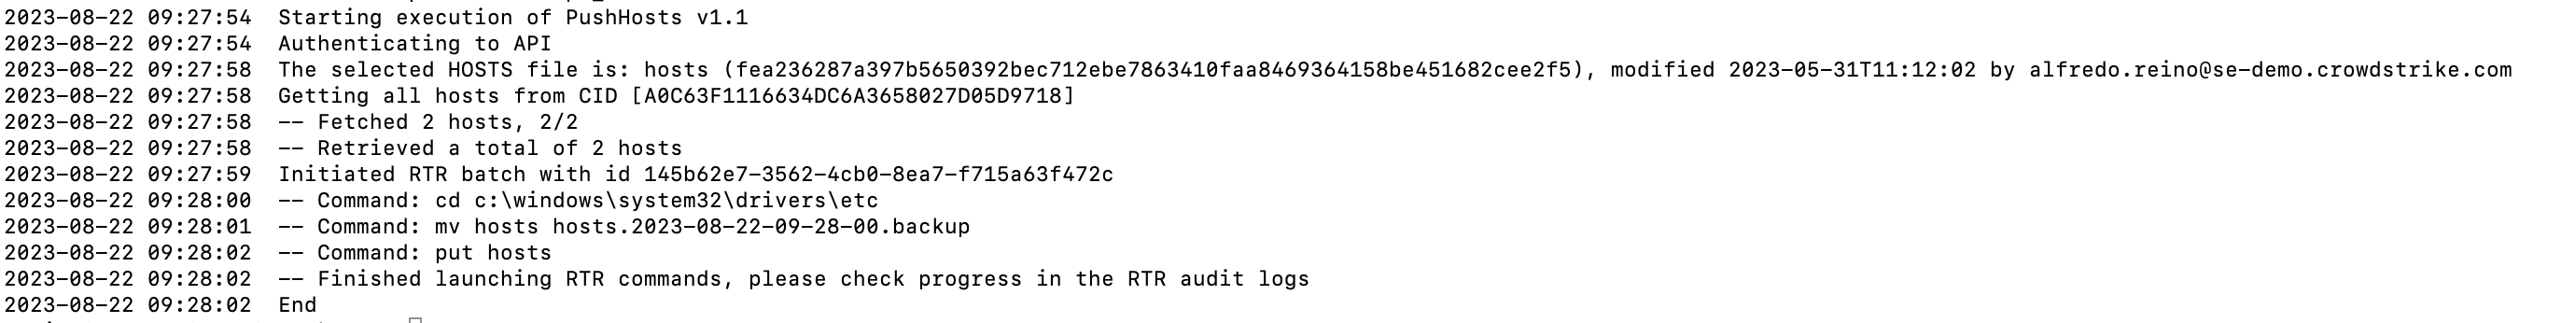 2023-08-22 09:27:54  Starting execution of PushHosts v1.1
2023-08-22 09:27:54  Authenticating to API
2023-08-22 09:27:58  The selected HOSTS file is: hosts (fea236287a397b5650392bec712ebe7863410faa8469364158be451682cee2f5), modified 2023-05-31T11:12:02 by alfredo.reino@se-demo.crowdstrike.com
2023-08-22 09:27:58  Getting all hosts from CID [A0C63F1116634DC6A3658027D05D9718]
2023-08-22 09:27:58  -- Fetched 2 hosts, 2/2
2023-08-22 09:27:58  -- Retrieved a total of 2 hosts
2023-08-22 09:27:59  Initiated RTR batch with id 145b62e7-3562-4cb0-8ea7-f715a63f472c
2023-08-22 09:28:00  -- Command: cd c:\windows\system32\drivers\etc
2023-08-22 09:28:01  -- Command: mv hosts hosts.2023-08-22-09-28-00.backup
2023-08-22 09:28:02  -- Command: put hosts
2023-08-22 09:28:02  -- Finished launching RTR commands, please check progress in the RTR audit logs
2023-08-22 09:28:02  End